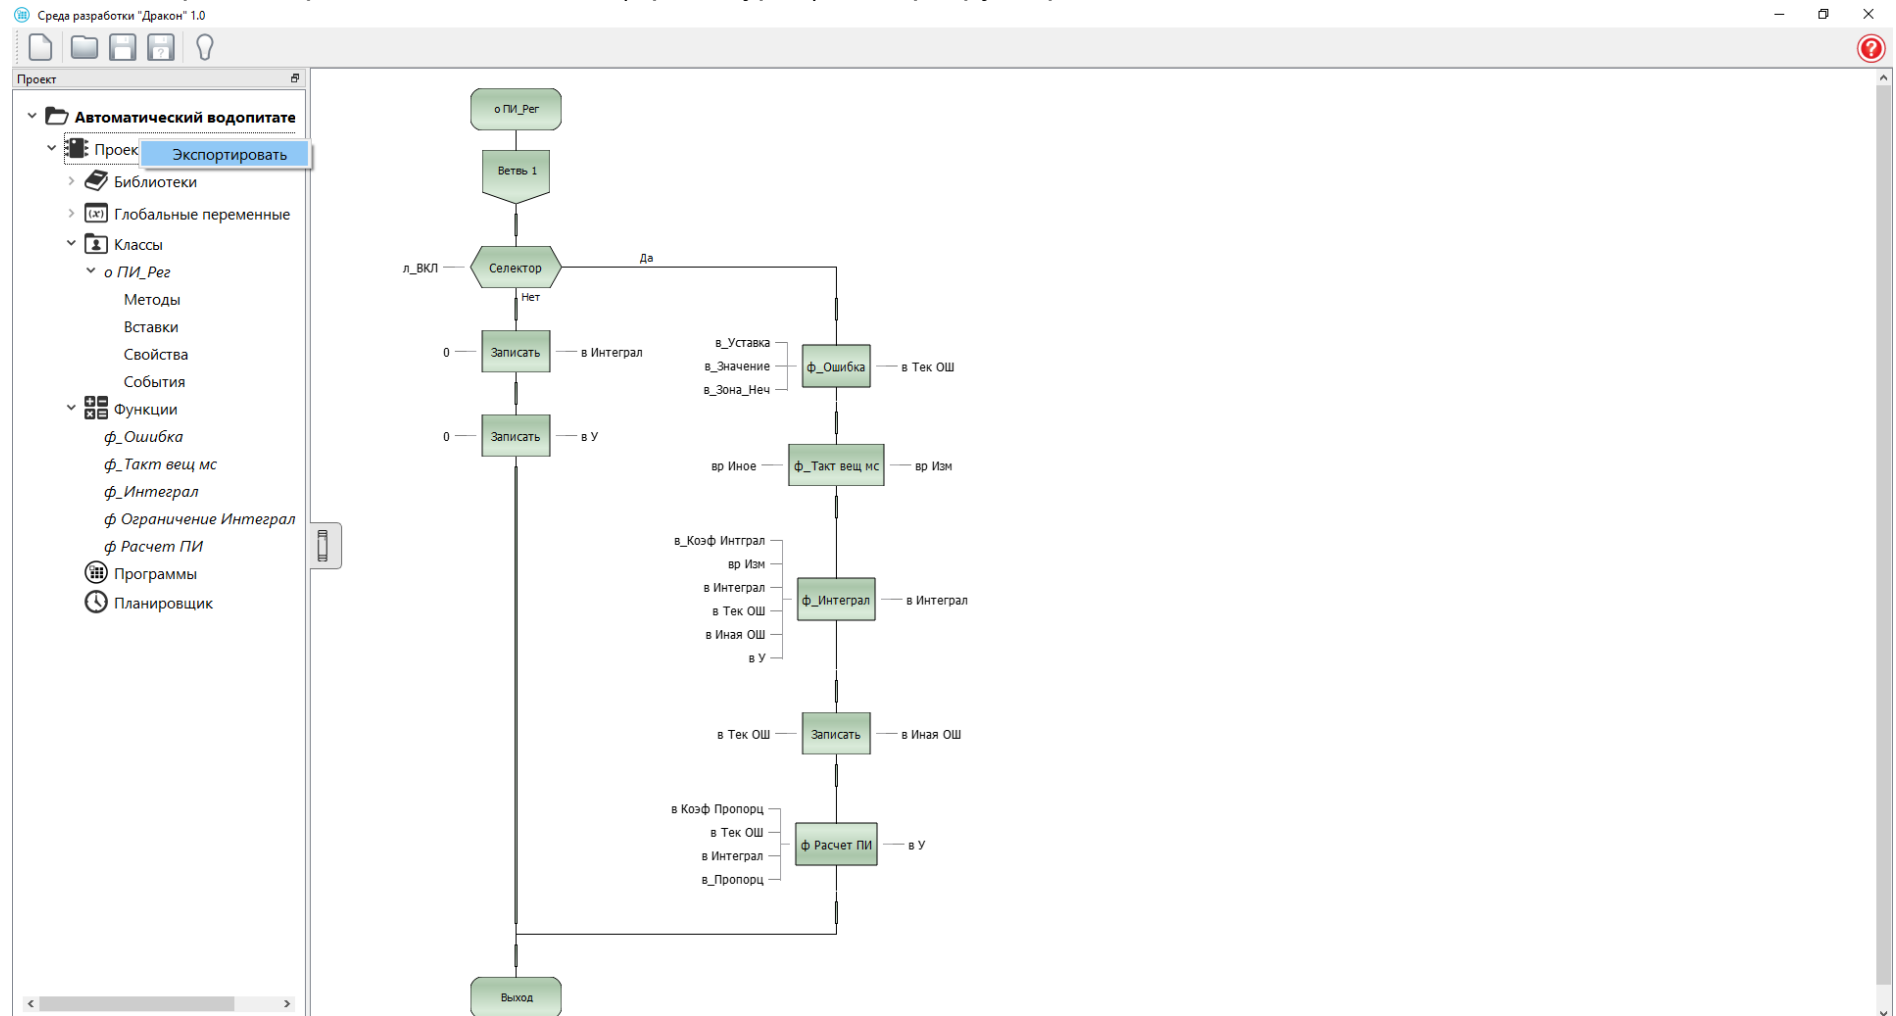 Среда разработки "Дракон" 1.0
Проект
Автоматический водопитате
Проек
Экспортировать
Библиотеки
(x) Глобальные переменные
Классы
о ПИ_Рег
Методы
Вставки
Свойства
События
Функции
ф_Ошибка
ф_Такт вещ мс
ф_Интеграл
ф Ограничение Интеграл
ф Расчет ПИ
Программы
Планировщик
о ПИ_Рег
Ветвь 1
л_ВКЛ
Селектор
Да
Нет
0
Записать
в Интеграл
0
Записать
в У
в_Уставка
в_Значение
в_Зона_Неч
ф_Ошибка
в Тек ОШ
вр Иное
ф_Такт вещ мс
вр Изм
в_Коэф Интграл
вр Изм
в Интеграл
в Тек ОШ
в Иная ОШ
в У
ф_Интеграл
в Интеграл
в Тек ОШ
Записать
в Иная ОШ
в Коэф Пропорц
в Тек ОШ
в Интеграл
в_Пропорц
ф Расчет ПИ
в У
Выход